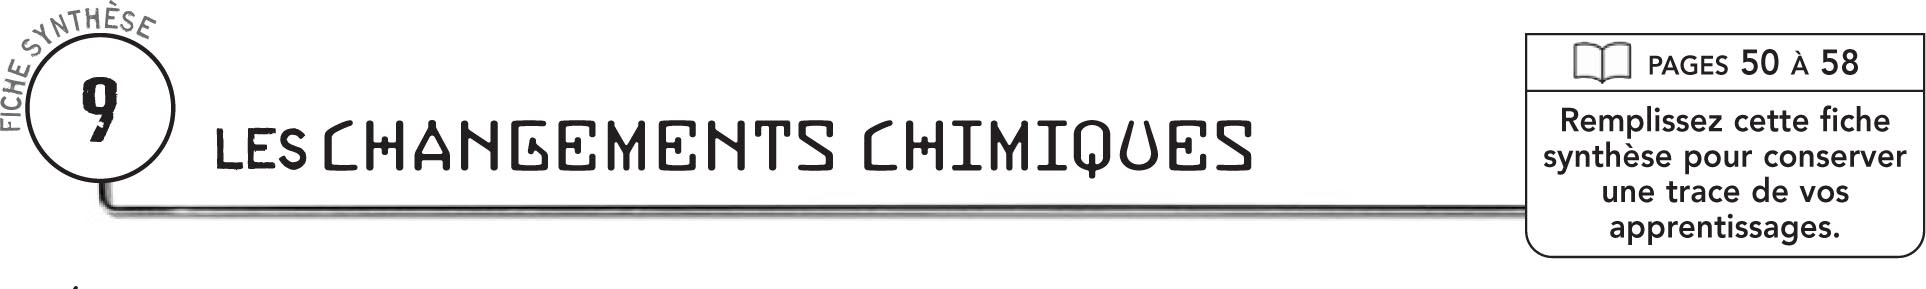 FICHE SYNTHÈSE
9
LES CHANGEMENTS CHIMIQUES
PAGES 50 À 58
Remplissez cette fiche
synthèse pour conserver
une trace de vos
apprentissages.